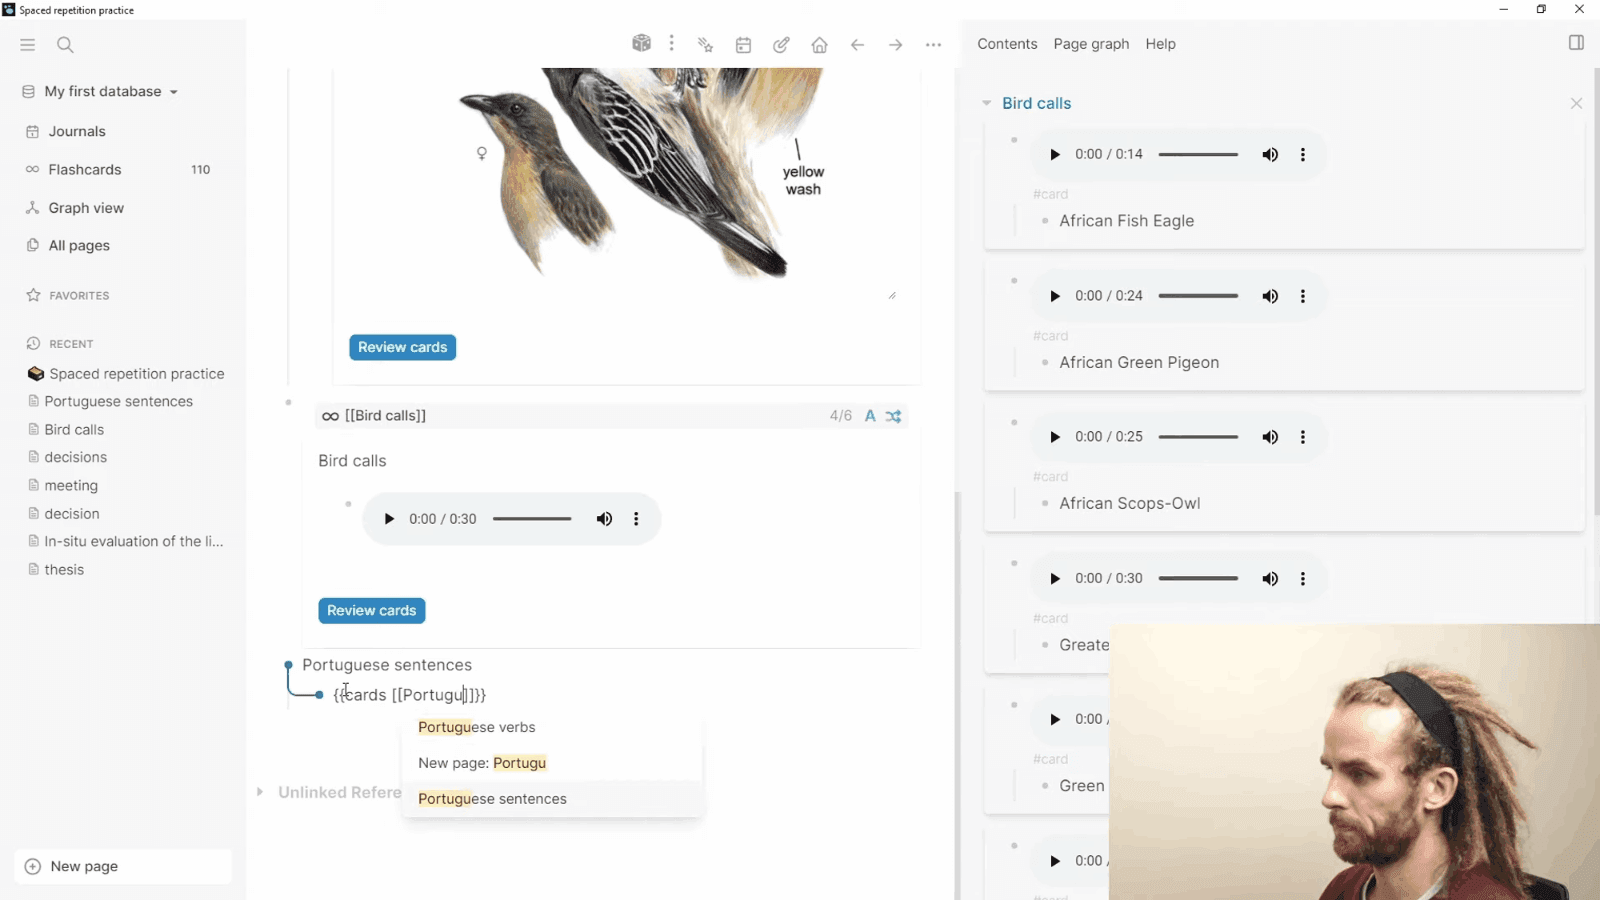 Spaced repetition practice
My first database
Journals
Flashcards 110
Graph view
All pages
FAVORITES
RECENT
Spaced repetition practice
Portuguese sentences
Bird calls
decisions
meeting
decision
In-situ evaluation of the li...
thesis
New page
♀
yellow
wash
Review cards
[[Bird calls]] 4/6 A
Bird calls
0:00 / 0:30
Review cards
Portuguese sentences
{{cards [[Portugu]]}}
Portuguese verbs
New page: Portugu
Portuguese sentences
Unlinked Refere
Contents Page graph Help
Bird calls
0:00 / 0:14
#card
African Fish Eagle
0:00 / 0:24
#card
African Green Pigeon
0:00 / 0:25
#card
African Scops-Owl
0:00 / 0:30
#card
Greate
0:00 /
#card
Green
0:00 /
#card